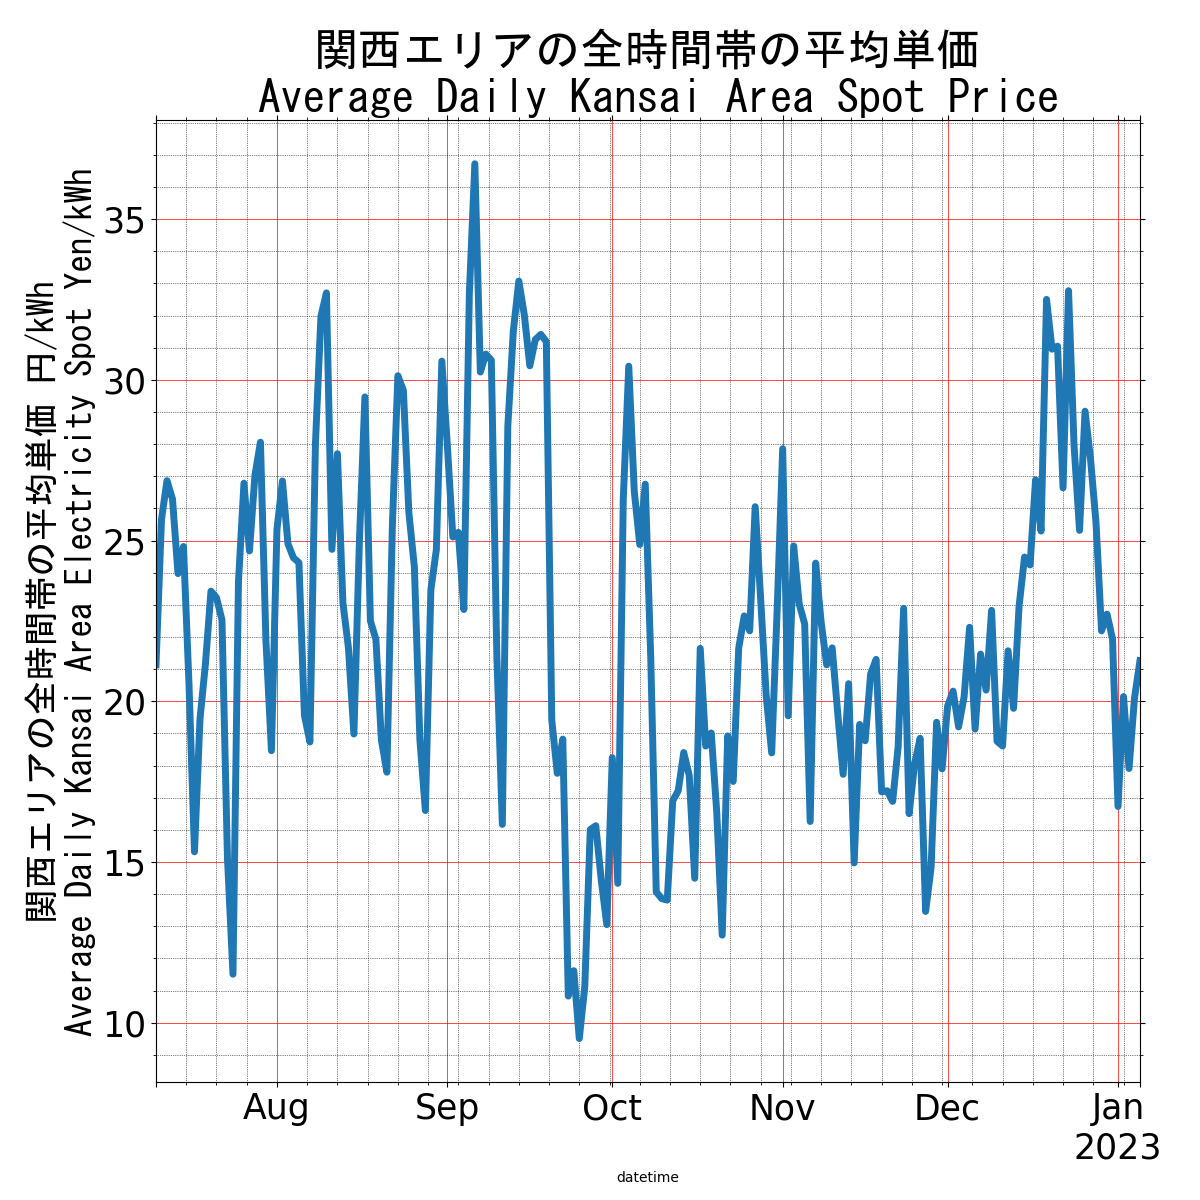 関西エリアの全時間帯の平均単価
Average Daily Kansai Area Spot Price
関西エリアの全時間帯の平均単価 円/kWh
Average Daily Kansai Area Electricity Spot Yen/kWh
35
30
25
20
15
10
Aug Sep Oct Nov Dec Jan
2023
datetime